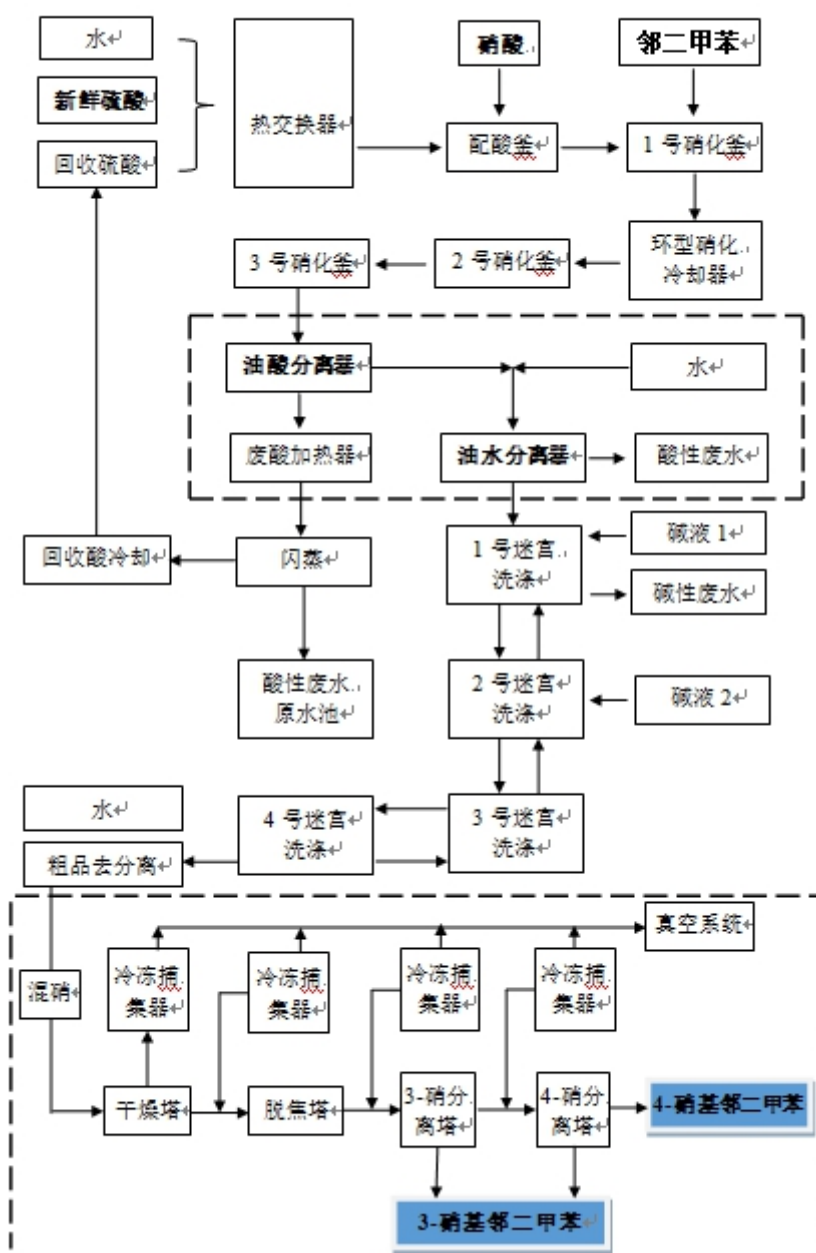 水
硝酸
邻二甲苯
新鲜硫酸
热交换器
配酸釜
1 号硝化釜
回收硫酸
3 号硝化釜
2 号硝化釜
环型硝化
冷却器
油酸分离器
水
废酸加热器
油水分离器
酸性废水
回收酸冷却
闪蒸
1 号迷宫
洗涤
碱液 1
碱性废水
酸性废水
原水池
2 号迷宫
洗涤
碱液 2
水
4 号迷宫
洗涤
3 号迷宫
洗涤
粗品去分离
真空系统
混硝
冷冻捕
集器
冷冻捕
集器
冷冻捕
集器
冷冻捕
集器
干燥塔
脱焦塔
3-硝分
离塔
4-硝分
离塔
4-硝基邻二甲苯
3-硝基邻二甲苯